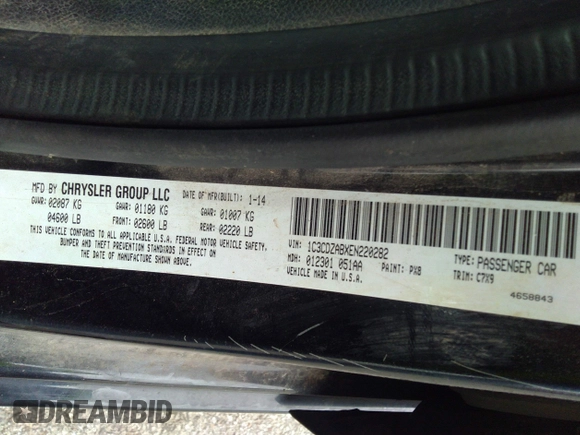 MFD BY CHRYSLER GROUP LLC DATE OF MFR(BUILT): 1-14
GVWR: 02087 KG GAWR: 01180 KG GAWR: 01007 KG
04600 LB FRONT: 02600 LB REAR: 02220 LB
THIS VEHICLE CONFORMS TO ALL APPLICABLE U.S.A. FEDERAL MOTOR VEHICLE SAFETY,
BUMPER AND THEFT PREVENTION STANDARDS IN EFFECT ON
THE DATE OF MANUFACTURE SHOWN ABOVE.
VIN: 1C3CDZABXEN220282 TYPE: PASSENGER CAR
MDH: 012301 051AA PAINT: PX8 TRIM: C7X9
VEHICLE MADE IN U.S.A.
4658843
DREAMBID